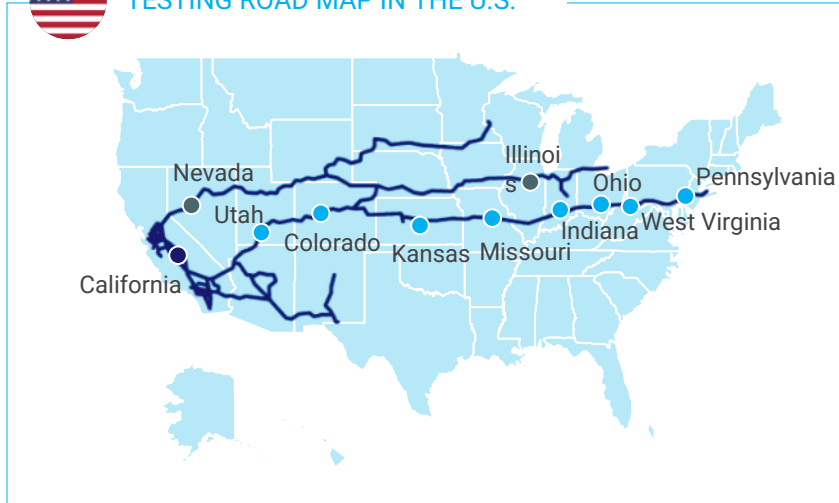 TESTING ROAD MAP IN THE U.S.
Nevada
Illinoi
s
Ohio
Pennsylvania
Utah
Colorado
Kansas
Missouri
Indiana
West Virginia
California